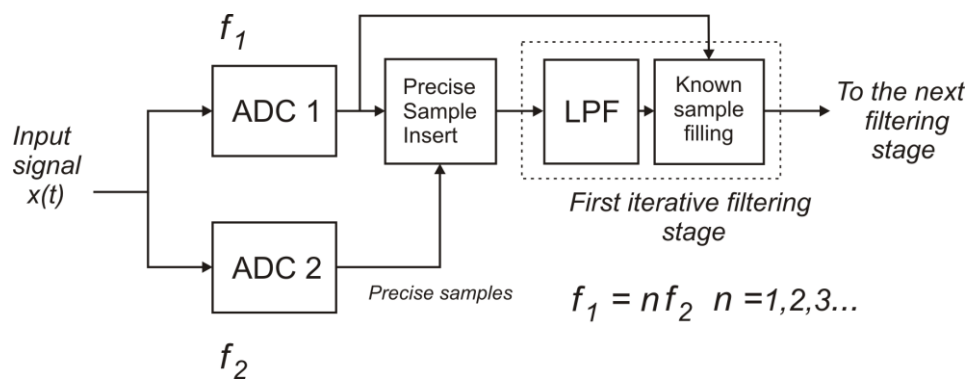 f1
ADC 1
Input
signal
x(t)
ADC 2
f2
Precise
Sample
Insert
Precise samples
LPF
Known
sample
filling
First iterative filtering
stage
To the next
filtering
stage
f1 = nf2 n =1,2,3...